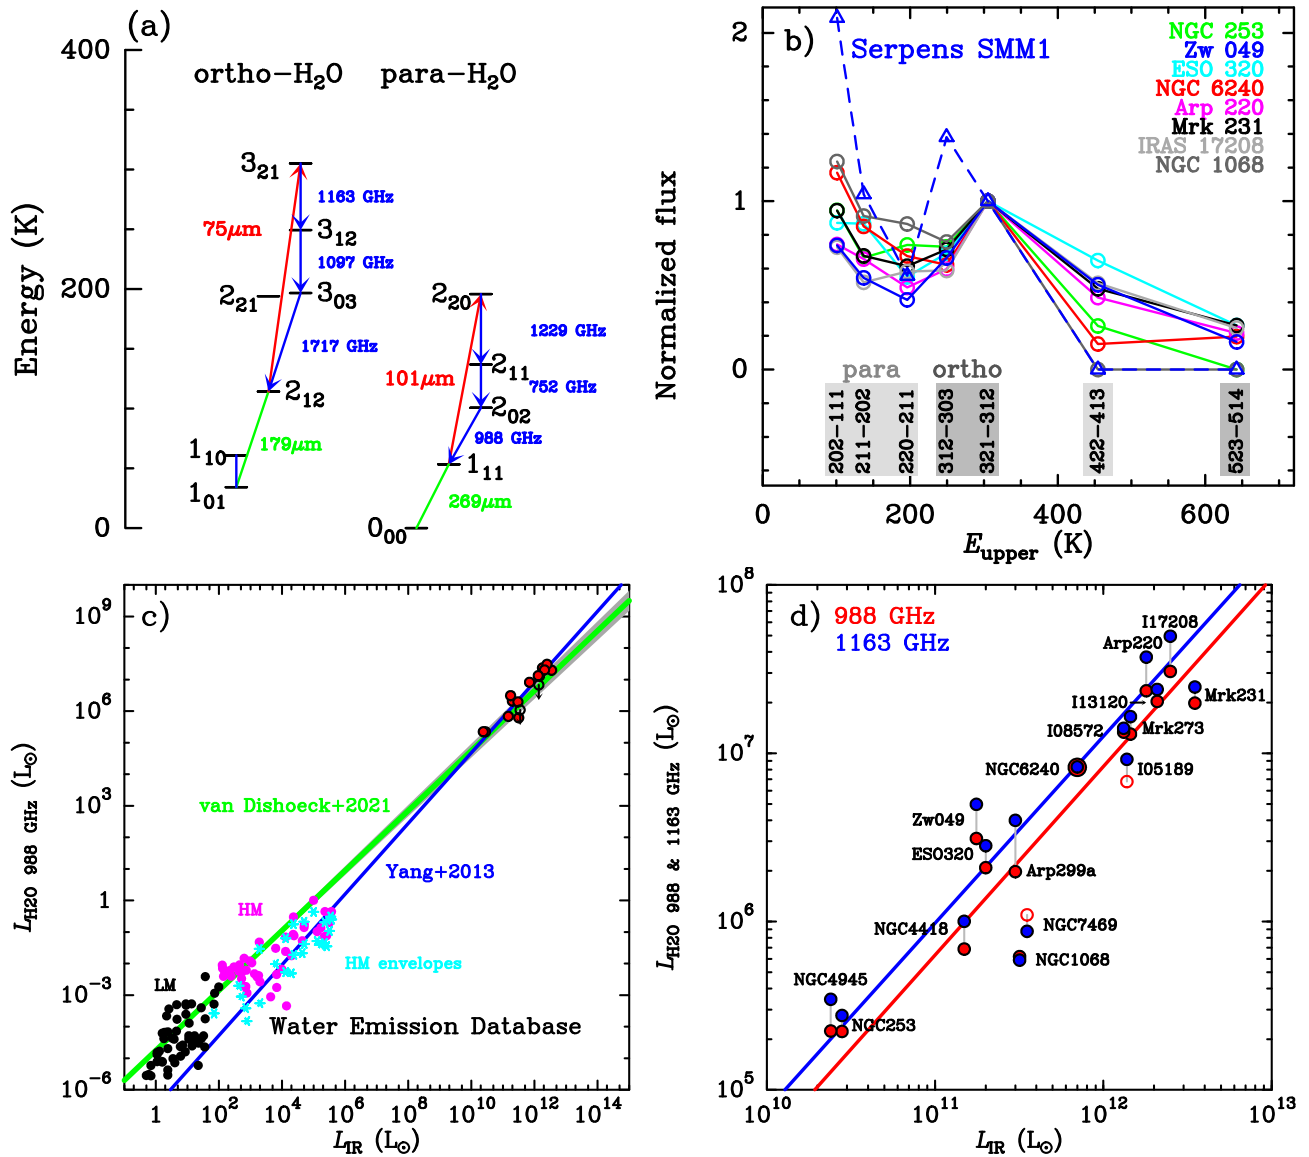 (a)
400
200
0
Energy (K)
ortho−H2O
para−H2O
3₂₁
1163 GHz
75μm
3₁₂
1097 GHz
2₂₁
3₀₃
1717 GHz
2₁₂
179μm
1₁₀
1₀₁
2₂₀
1229 GHz
2₁₁
101μm
752 GHz
2₀₂
988 GHz
1₁₁
269μm
0₀₀
b)
Serpens SMM1
NGC 253
Zw 049
ESO 320
NGC 6240
Arp 220
Mrk 231
IRAS 17208
NGC 1068
2
1
0
Normalized flux
para
ortho
202−111
211−202
220−211
312−303
321−312
422−413
523−514
0
200
400
600
E_upper (K)
c)
10⁹
10⁶
10³
1
10⁻³
10⁻⁶
L_H2O 988 GHz (L⊙)
van Dishoeck+2021
Yang+2013
HM
HM envelopes
LM
Water Emission Database
1
10²
10⁴
10⁶
10⁸
10¹⁰
10¹²
10¹⁴
L_IR (L⊙)
d)
988 GHz
1163 GHz
10⁸
10⁷
10⁶
10⁵
L_H2O 988 & 1163 GHz (L⊙)
I17208
Arp220
Mrk231
I13120
I08572
Mrk273
NGC6240
I05189
Zw049
ESO320
Arp299a
NGC4418
NGC7469
NGC1068
NGC4945
NGC253
10¹⁰
10¹¹
10¹²
10¹³
L_IR (L⊙)